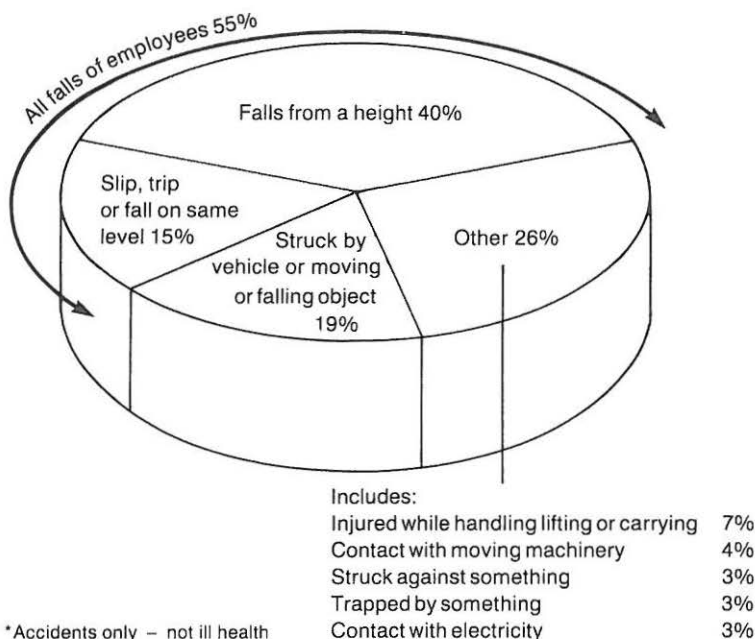 All falls of employees 55%
Falls from a height 40%
Slip, trip
or fall on same
level 15%
Struck by
vehicle or moving
or falling object
19%
Other 26%
Includes:
Injured while handling lifting or carrying 7%
Contact with moving machinery 4%
Struck against something 3%
Trapped by something 3%
Contact with electricity 3%
*Accidents only – not ill health